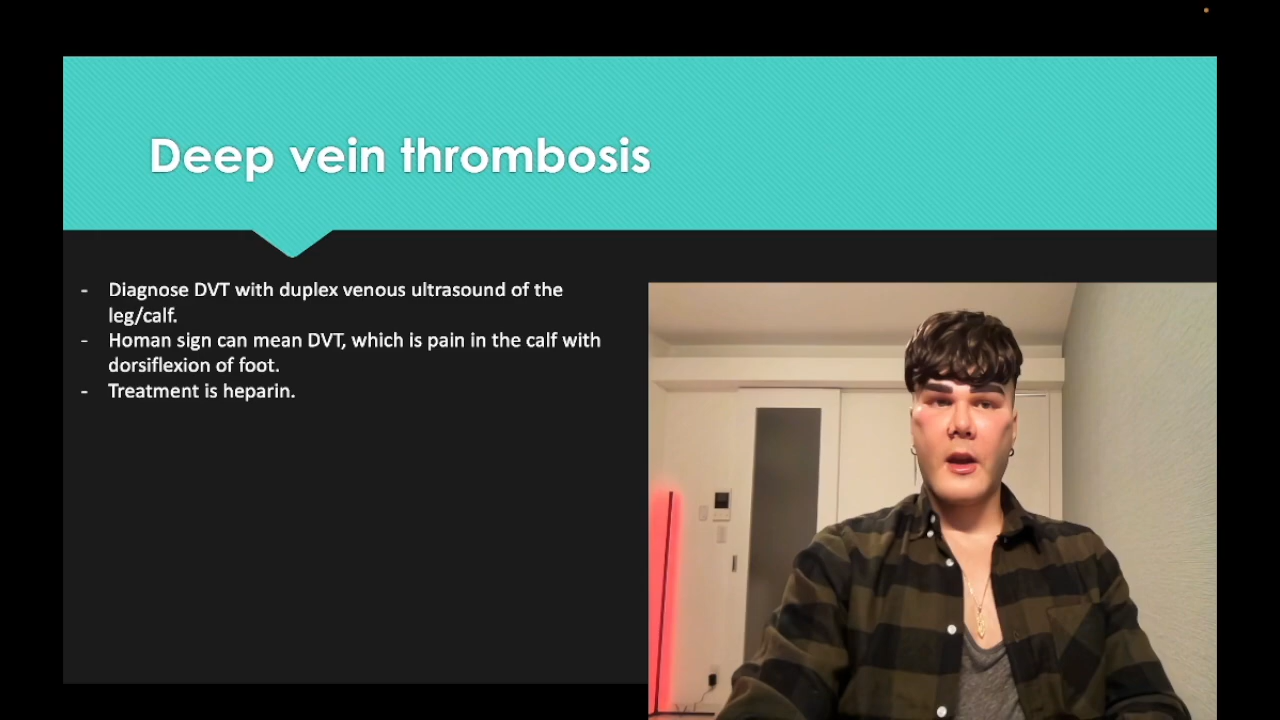 Deep vein thrombosis
- Diagnose DVT with duplex venous ultrasound of the
leg/calf.
- Homan sign can mean DVT, which is pain in the calf with
dorsiflexion of foot.
- Treatment is heparin.